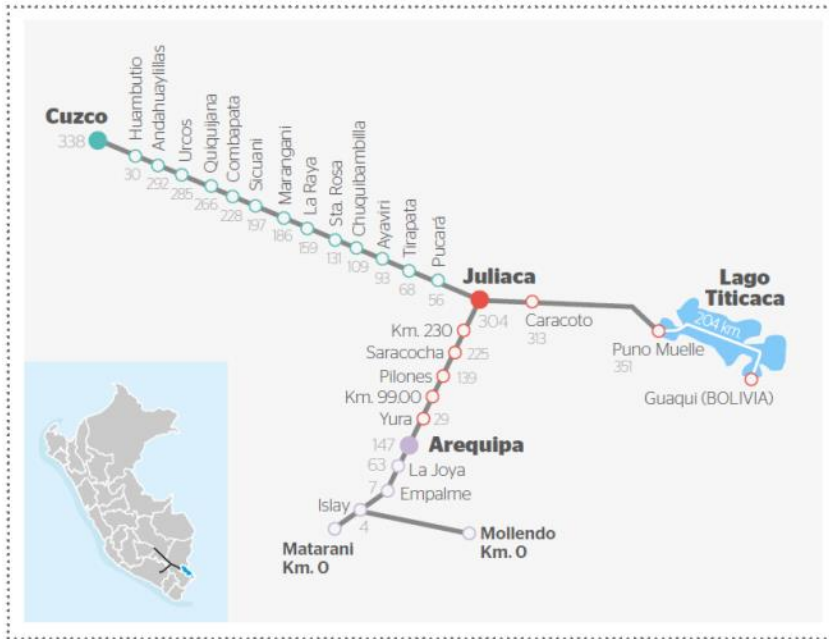 Cuzco
338
Huambutio
30
Andahuaylillas
292
Urcos
285
Quiquijana
266
Combapata
228
Sicuani
197
Marangani
186
La Raya
159
Sta. Rosa
131
Chuquibambilla
109
Ayaviri
93
Tirapata
68
Pucará
56
Juliaca
304
Caracoto
313
Lago
Titicaca
204 km.
Puno Muelle
351
Guaqui (BOLIVIA)
Km. 230
Saracocha 225
Pilones 139
Km. 99.00
Yura 29
147 Arequipa
63 La Joya
7 Empalme
Islay
4
Matarani
Km. 0
Mollendo
Km. 0